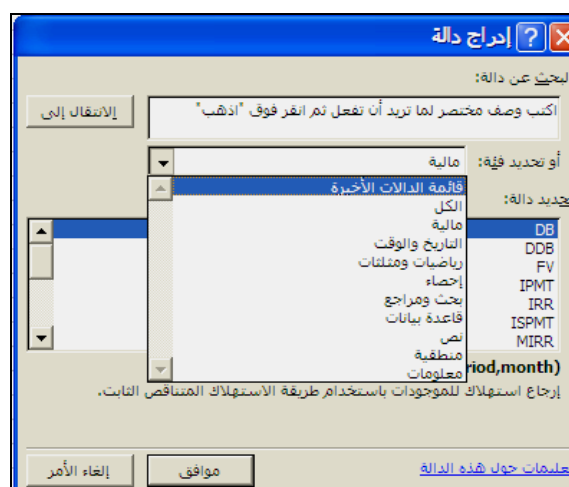 إدراج دالة
لبحث عن دالة:
اكتب وصف مختصر لما تريد أن تفعل ثم انقر فوق "اذهب"
الانتقال إلى
أو تحديد فئة:
مالية
قائمة الدالات الأخيرة
الكل
مالية
التاريخ والوقت
رياضيات ومثلثات
إحصاء
بحث ومراجع
قاعدة بيانات
نص
منطقية
معلومات
حديد دالة:
DB
DDB
FV
IPMT
IRR
ISPMT
MIRR
riod,month)
إرجاع استهلاك للموجودات باستخدام طريقة الاستهلاك المتناقص الثابت.
عليمات حول هذه الدالة
موافق
إلغاء الأمر